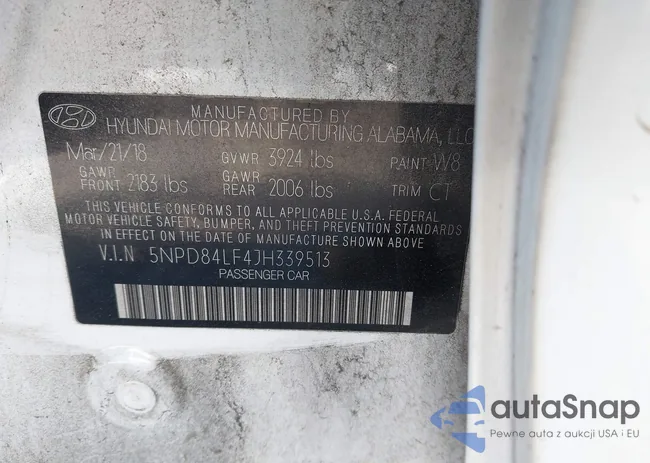 MANUFACTURED BY
HYUNDAI MOTOR MANUFACTURING ALABAMA, LLC
Mar/21/18 GVWR 3924 lbs PAINT W8
GAWR FRONT 2183 lbs GAWR REAR 2006 lbs TRIM CT
THIS VEHICLE CONFORMS TO ALL APPLICABLE U.S.A. FEDERAL
MOTOR VEHICLE SAFETY, BUMPER, AND THEFT PREVENTION STANDARDS
IN EFFECT ON THE DATE OF MANUFACTURE SHOWN ABOVE
V.I.N 5NPD84LF4JH339513
PASSENGER CAR
autaSnap
Pewne auta z aukcji USA i EU